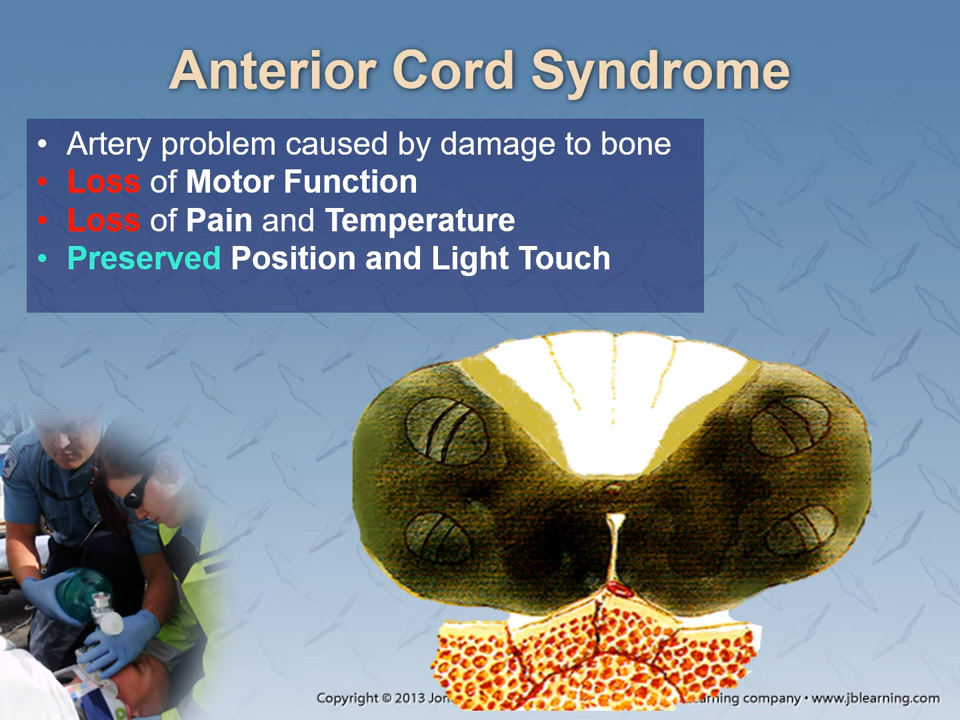 Anterior Cord Syndrome
• Artery problem caused by damage to bone
• Loss of Motor Function
• Loss of Pain and Temperature
• Preserved Position and Light Touch
Copyright © 2013 Jon arning company • www.jblearning.com